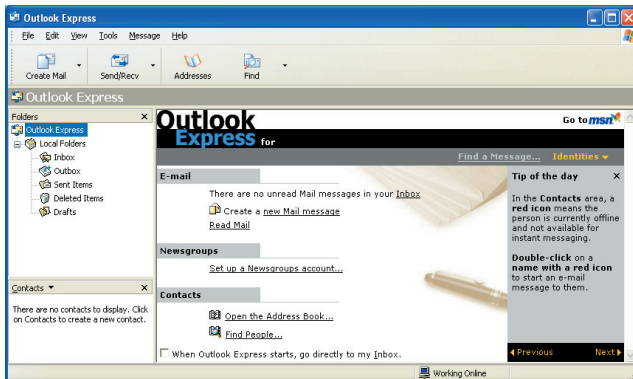 Outlook Express
File Edit View Tools Message Help
Create Mail Send/Recv Addresses Find
Outlook Express
Folders
Outlook Express
Local Folders
Inbox
Outbox
Sent Items
Deleted Items
Drafts
Contacts
There are no contacts to display. Click
on Contacts to create a new contact.
Outlook
Express for
Go to msn
Find a Message... Identities
E-mail
There are no unread Mail messages in your Inbox
Create a new Mail message
Read Mail
Newsgroups
Set up a Newsgroups account...
Contacts
Open the Address Book...
Find People...
When Outlook Express starts, go directly to my Inbox.
Tip of the day
In the Contacts area, a
red icon means the
person is currently offline
and not available for
instant messaging.
Double-click on a
name with a red icon
to start an e-mail
message to them.
Previous Next
Working Online